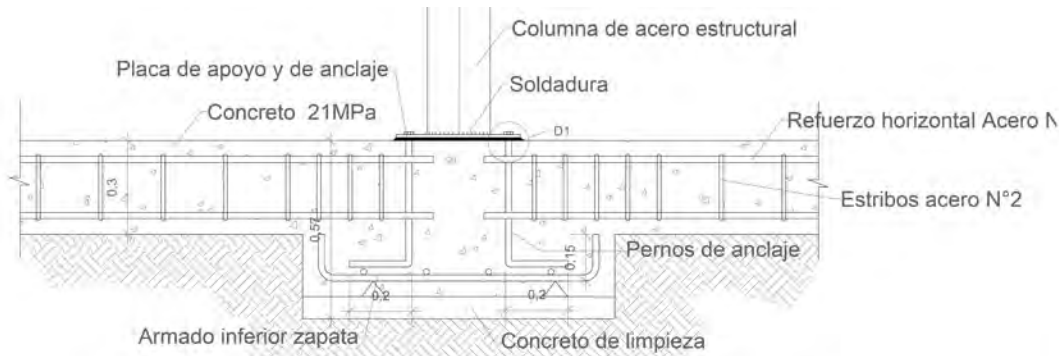 Columna de acero estructural
Placa de apoyo y de anclaje
Soldadura
Concreto 21MPa
D1
Refuerzo horizontal Acero N
0,3
Estribos acero N°2
0,57
Pernos de anclaje
0,15
0,2
0,2
Armado inferior zapata
Concreto de limpieza